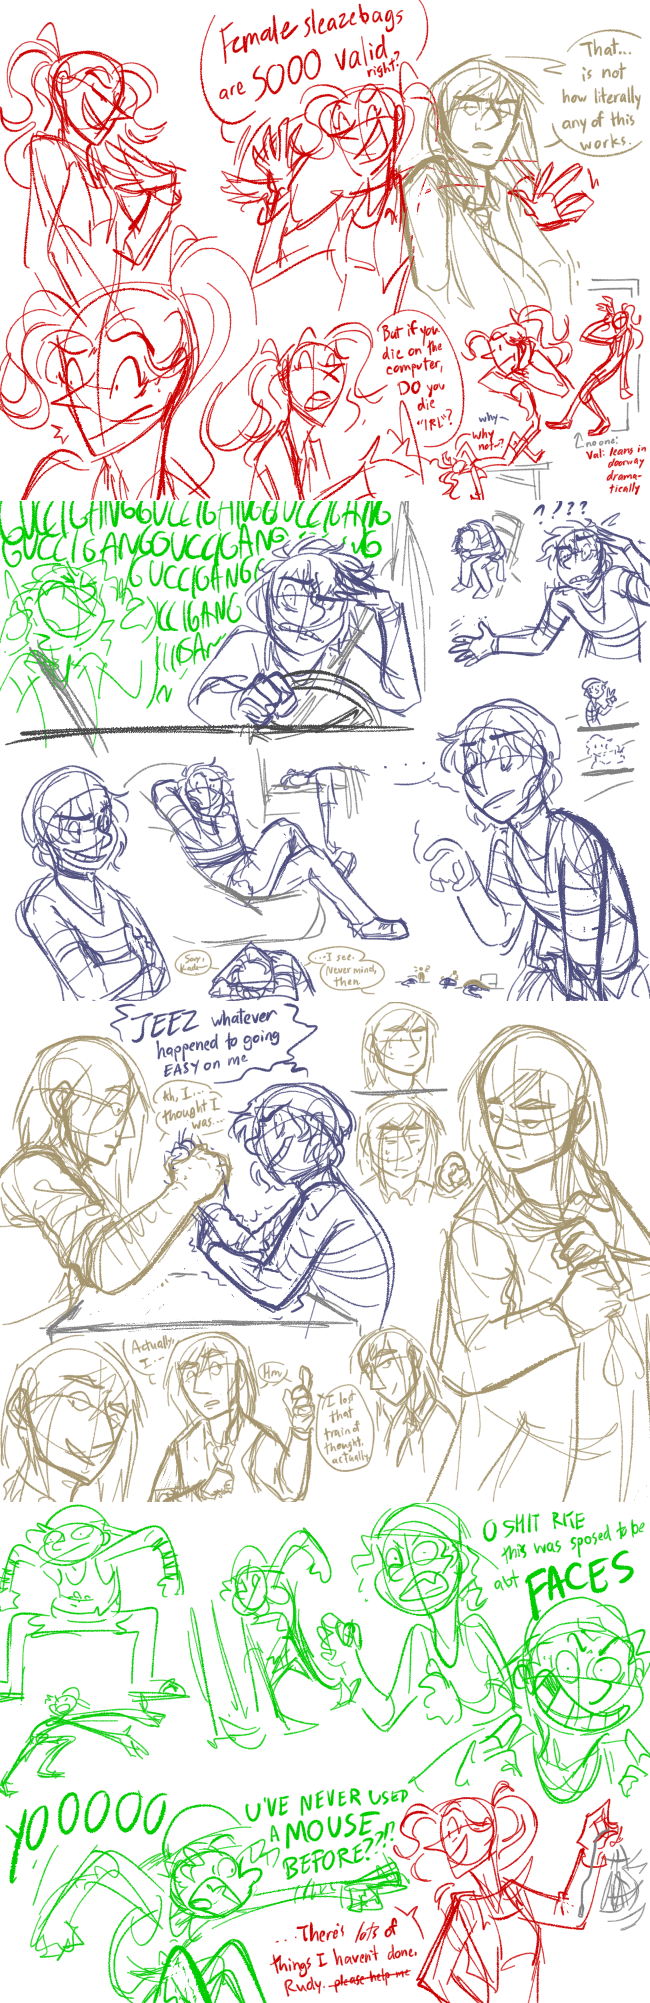 Female sleazebags
are SOOO valid
right?
That...
is not
how literally
any of this
works.
But if you
die on the
computer,
DO you
die
"IRL"?
why-
why
not-?
no one:
Val: leans in
doorway
drama-
tically
GUCCIGANGGUCCIGANGGUCCIGANG
GUCCIGANGGUCCIGANG
GUCCIGANG
????
Say,
Kade-
...I see.
Never mind,
then.
JEEZ whatever
happened to going
EASY on me
Ah, I...
thought I
was...
Actually,
I...
Hm,
I lost
that
train of
thought,
actually
O SHIT RITE
this was sposed to be
abt FACES
YOOOOO
U'VE NEVER USED
A MOUSE
BEFORE??!?
...There's lots of
things I haven't done,
Rudy. please help me